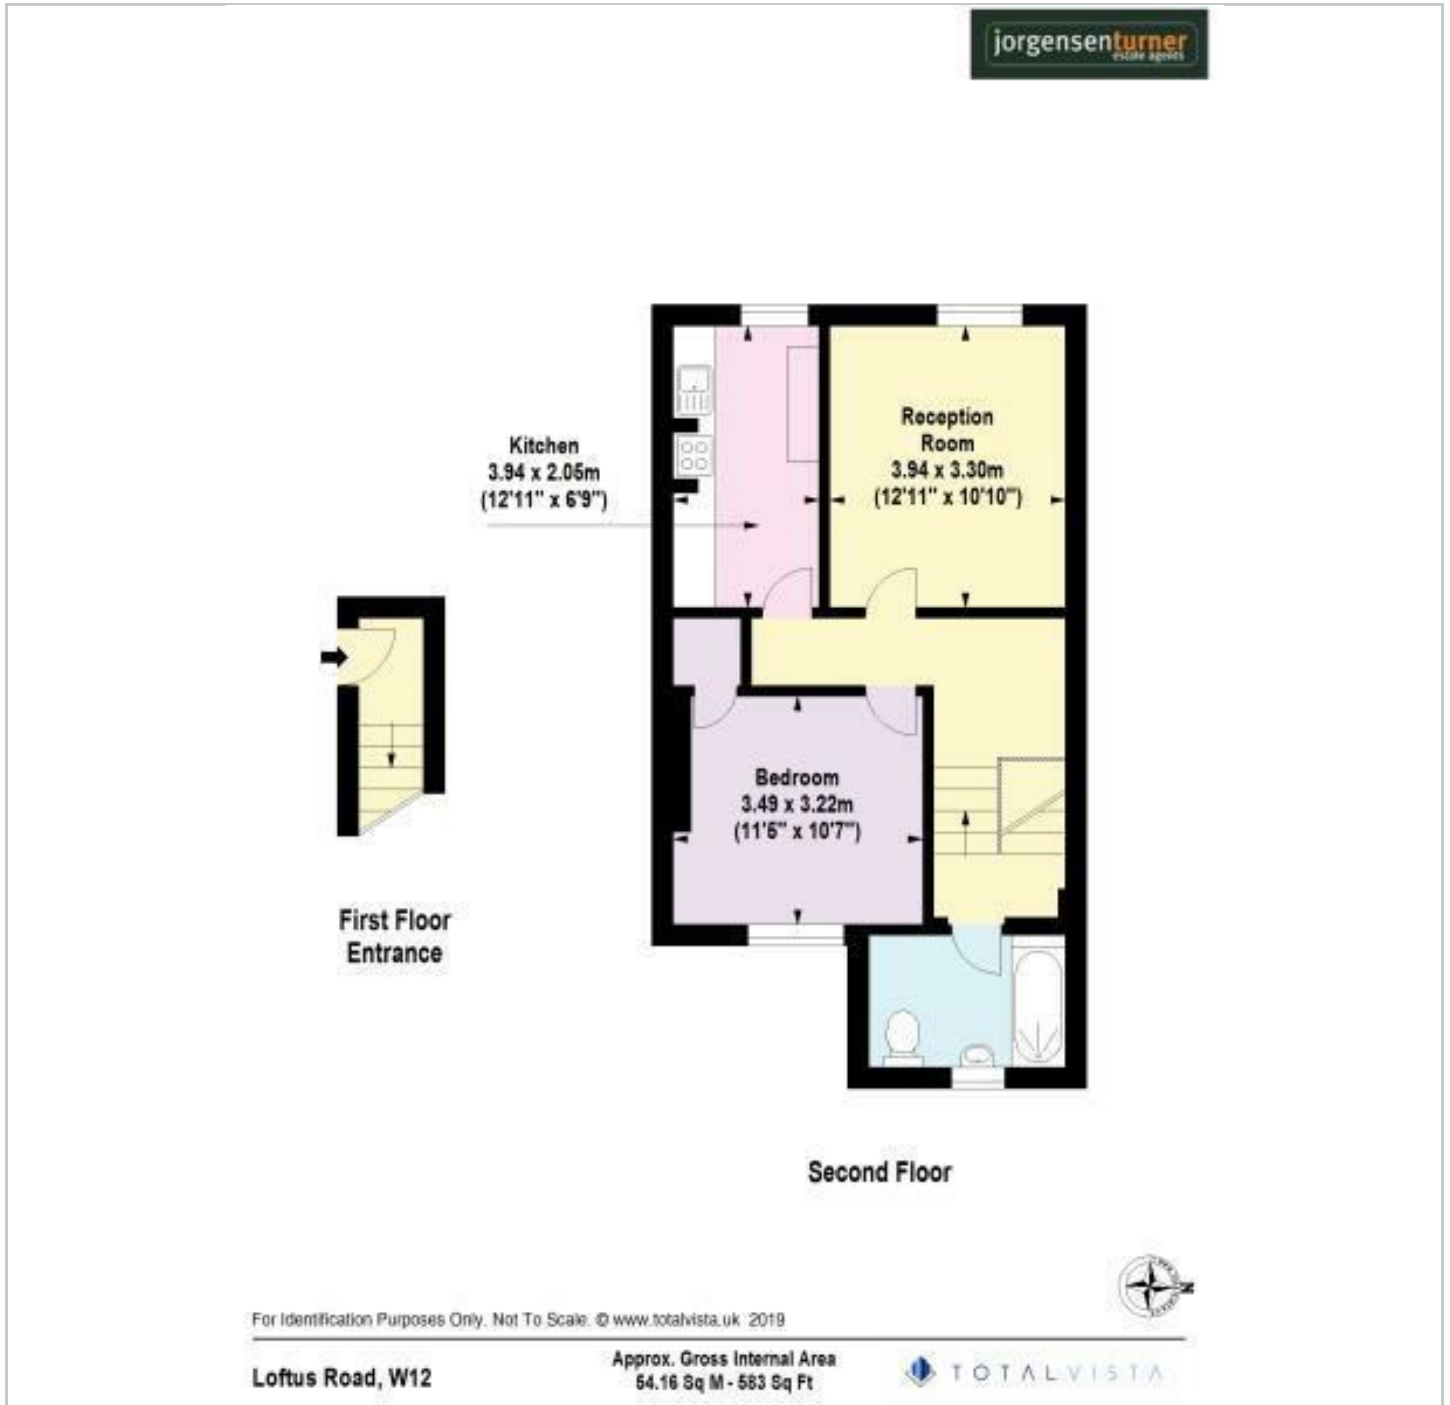 jorgensenturner
estate agents
Reception
Room
3.94 x 3.30m
(12'11" x 10'10")
Kitchen
3.94 x 2.05m
(12'11" x 6'9")
Bedroom
3.49 x 3.22m
(11'5" x 10'7")
First Floor
Entrance
Second Floor
N
For Identification Purposes Only. Not To Scale. © www.totalvista.uk 2019
Loftus Road, W12
Approx. Gross Internal Area
54.16 Sq M - 583 Sq Ft
TOTALVISTA